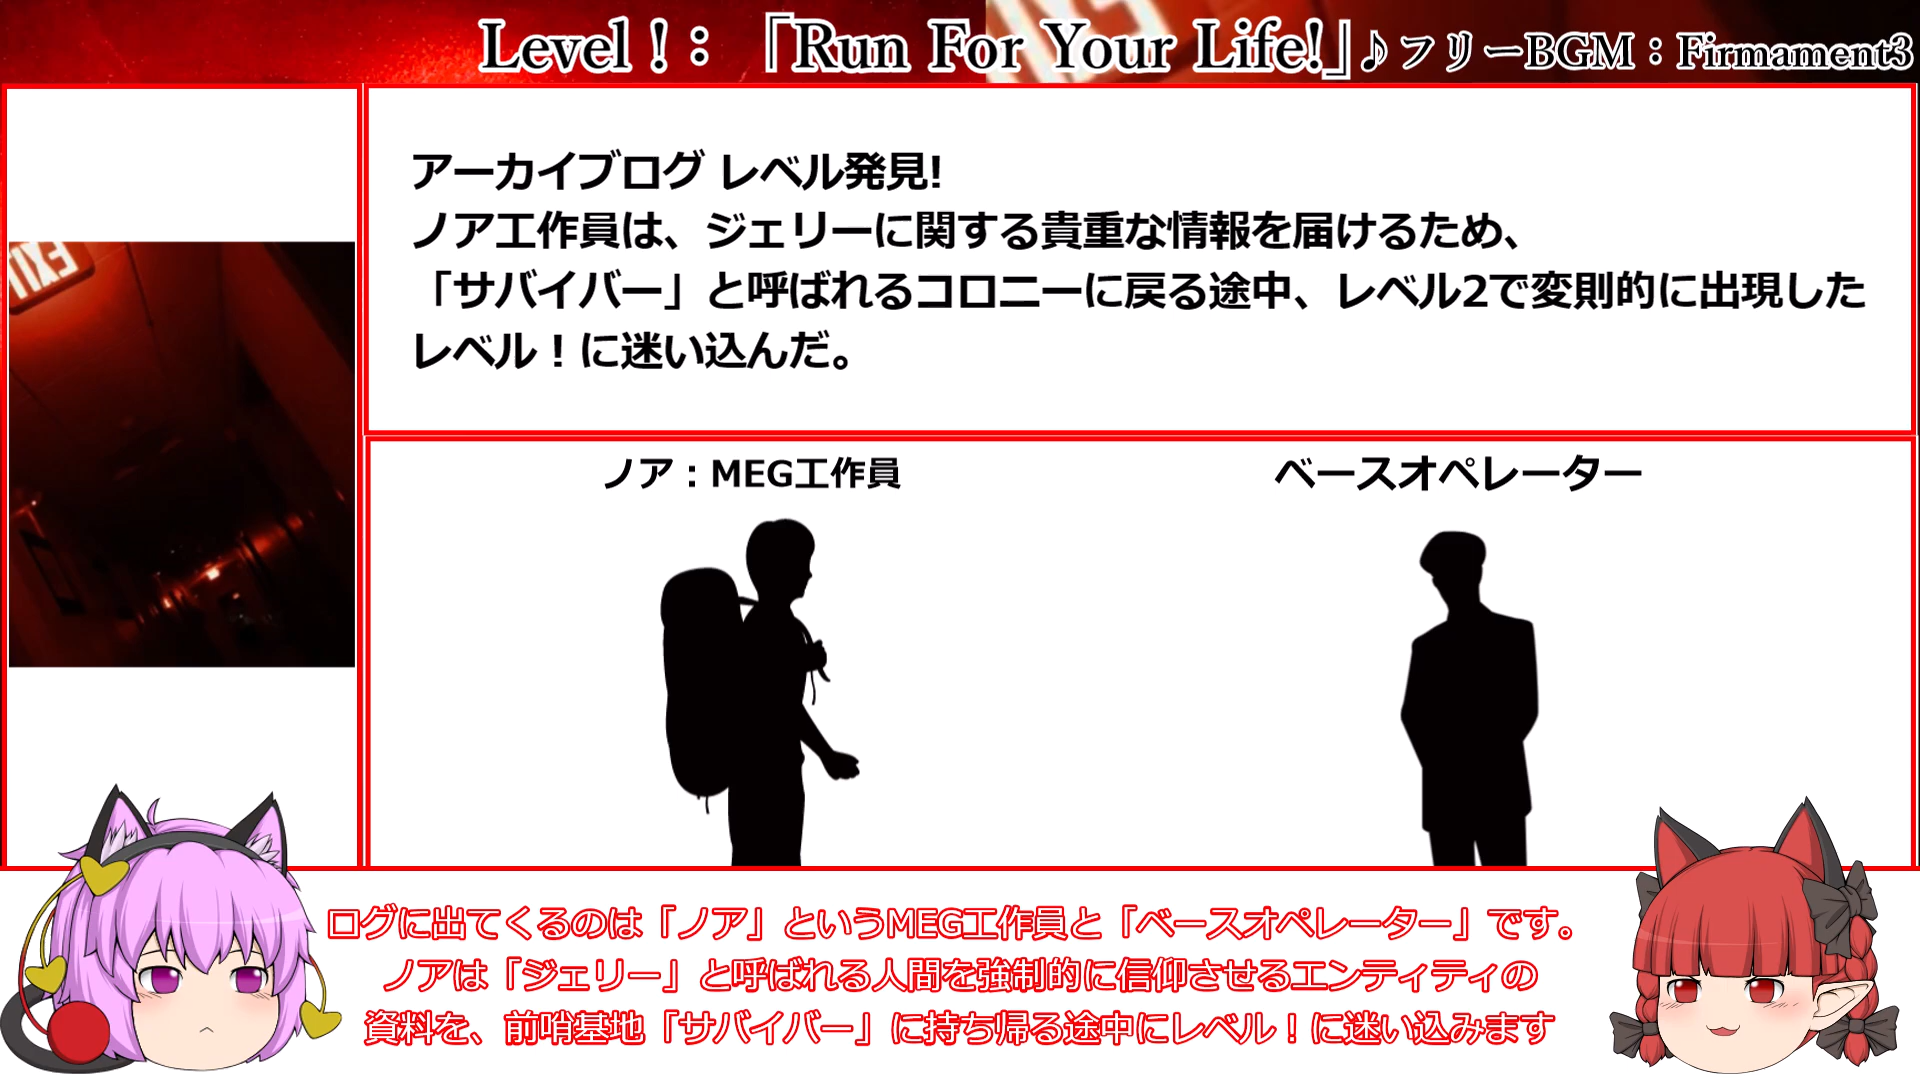 Level！：「Run For Your Life!」♪フリーBGM：Firmament3
アーカイブログ レベル発見!
ノア工作員は、ジェリーに関する貴重な情報を届けるため、
「サバイバー」と呼ばれるコロニーに戻る途中、レベル2で変則的に出現した
レベル！に迷い込んだ。
EXIT
ノア：MEG工作員
ベースオペレーター
ログに出てくるのは「ノア」というMEG工作員と「ベースオペレーター」です。
ノアは「ジェリー」と呼ばれる人間を強制的に信仰させるエンティティの
資料を、前哨基地「サバイバー」に持ち帰る途中にレベル！に迷い込みます